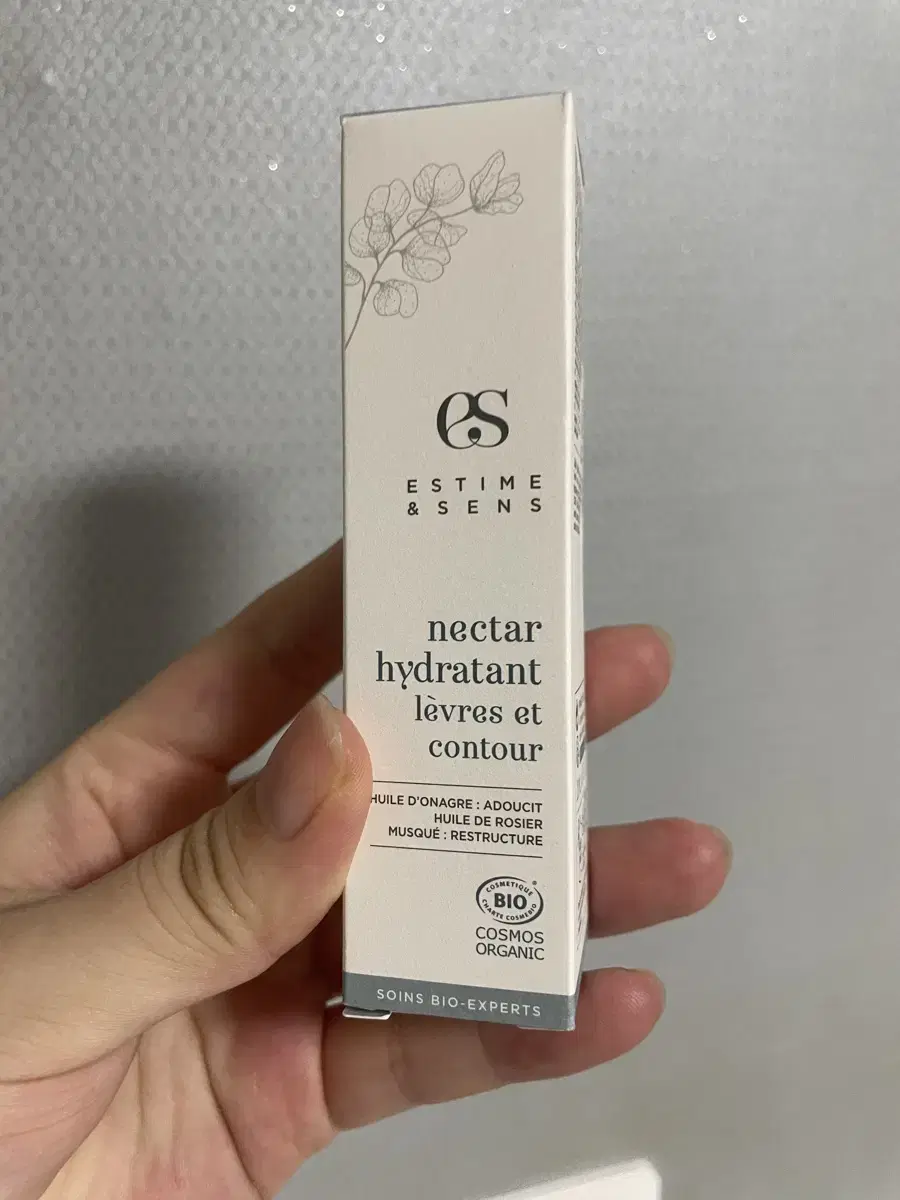 es
ESTIME
& SENS
nectar
hydratant
lèvres et
contour
HUILE D'ONAGRE : ADOUCIT
HUILE DE ROSIER
MUSQUÉ : RESTRUCTURE
COSMETIQUE
BIO
CHARTE COSMEBIO
COSMOS
ORGANIC
SOINS BIO-EXPERTS